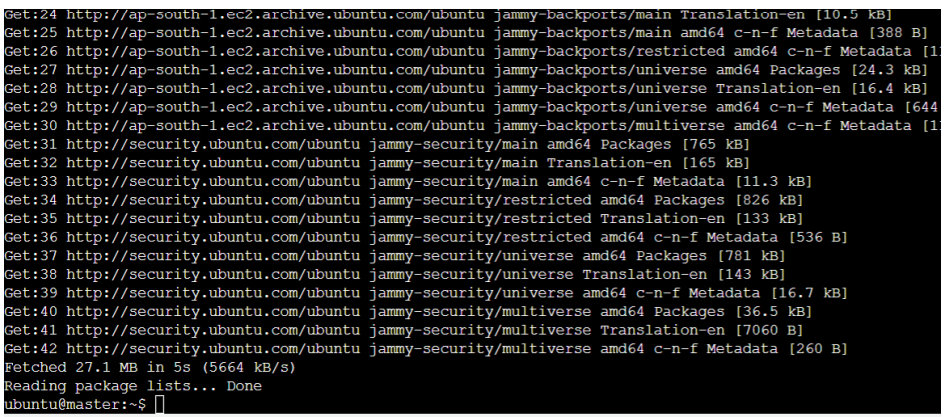 Get:24 http://ap-south-1.ec2.archive.ubuntu.com/ubuntu jammy-backports/main Translation-en [10.5 kB]
Get:25 http://ap-south-1.ec2.archive.ubuntu.com/ubuntu jammy-backports/main amd64 c-n-f Metadata [388 B]
Get:26 http://ap-south-1.ec2.archive.ubuntu.com/ubuntu jammy-backports/restricted amd64 c-n-f Metadata
Get:27 http://ap-south-1.ec2.archive.ubuntu.com/ubuntu jammy-backports/universe amd64 Packages [24.3 kB]
Get:28 http://ap-south-1.ec2.archive.ubuntu.com/ubuntu jammy-backports/universe Translation-en [16.4 kB]
Get:29 http://ap-south-1.ec2.archive.ubuntu.com/ubuntu jammy-backports/universe amd64 c-n-f Metadata [644
Get:30 http://ap-south-1.ec2.archive.ubuntu.com/ubuntu jammy-backports/multiverse amd64 c-n-f Metadata
Get:31 http://security.ubuntu.com/ubuntu jammy-security/main amd64 Packages [765 kB]
Get:32 http://security.ubuntu.com/ubuntu jammy-security/main Translation-en [165 kB]
Get:33 http://security.ubuntu.com/ubuntu jammy-security/main amd64 c-n-f Metadata [11.3 kB]
Get:34 http://security.ubuntu.com/ubuntu jammy-security/restricted amd64 Packages [826 kB]
Get:35 http://security.ubuntu.com/ubuntu jammy-security/restricted Translation-en [133 kB]
Get:36 http://security.ubuntu.com/ubuntu jammy-security/restricted amd64 c-n-f Metadata [536 B]
Get:37 http://security.ubuntu.com/ubuntu jammy-security/universe amd64 Packages [781 kB]
Get:38 http://security.ubuntu.com/ubuntu jammy-security/universe Translation-en [143 kB]
Get:39 http://security.ubuntu.com/ubuntu jammy-security/universe amd64 c-n-f Metadata [16.7 kB]
Get:40 http://security.ubuntu.com/ubuntu jammy-security/multiverse amd64 Packages [36.5 kB]
Get:41 http://security.ubuntu.com/ubuntu jammy-security/multiverse Translation-en [7060 B]
Get:42 http://security.ubuntu.com/ubuntu jammy-security/multiverse amd64 c-n-f Metadata [260 B]
Fetched 27.1 MB in 5s (5664 kB/s)
Reading package lists... Done
ubuntu@master:~$